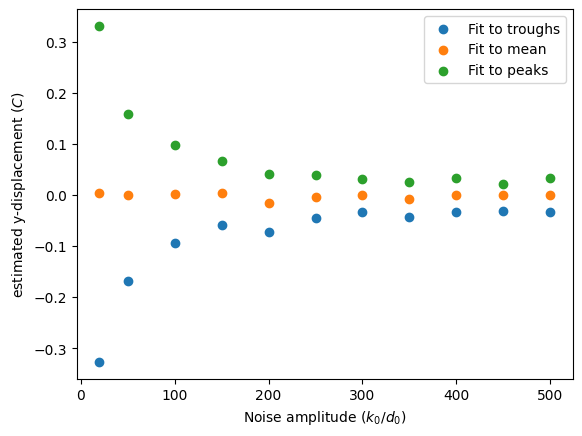 Fit to troughs
Fit to mean
Fit to peaks
estimated y-displacement (C)
0.3
0.2
0.1
0.0
−0.1
−0.2
−0.3
0
100
200
300
400
500
Noise amplitude (k₀/d₀)